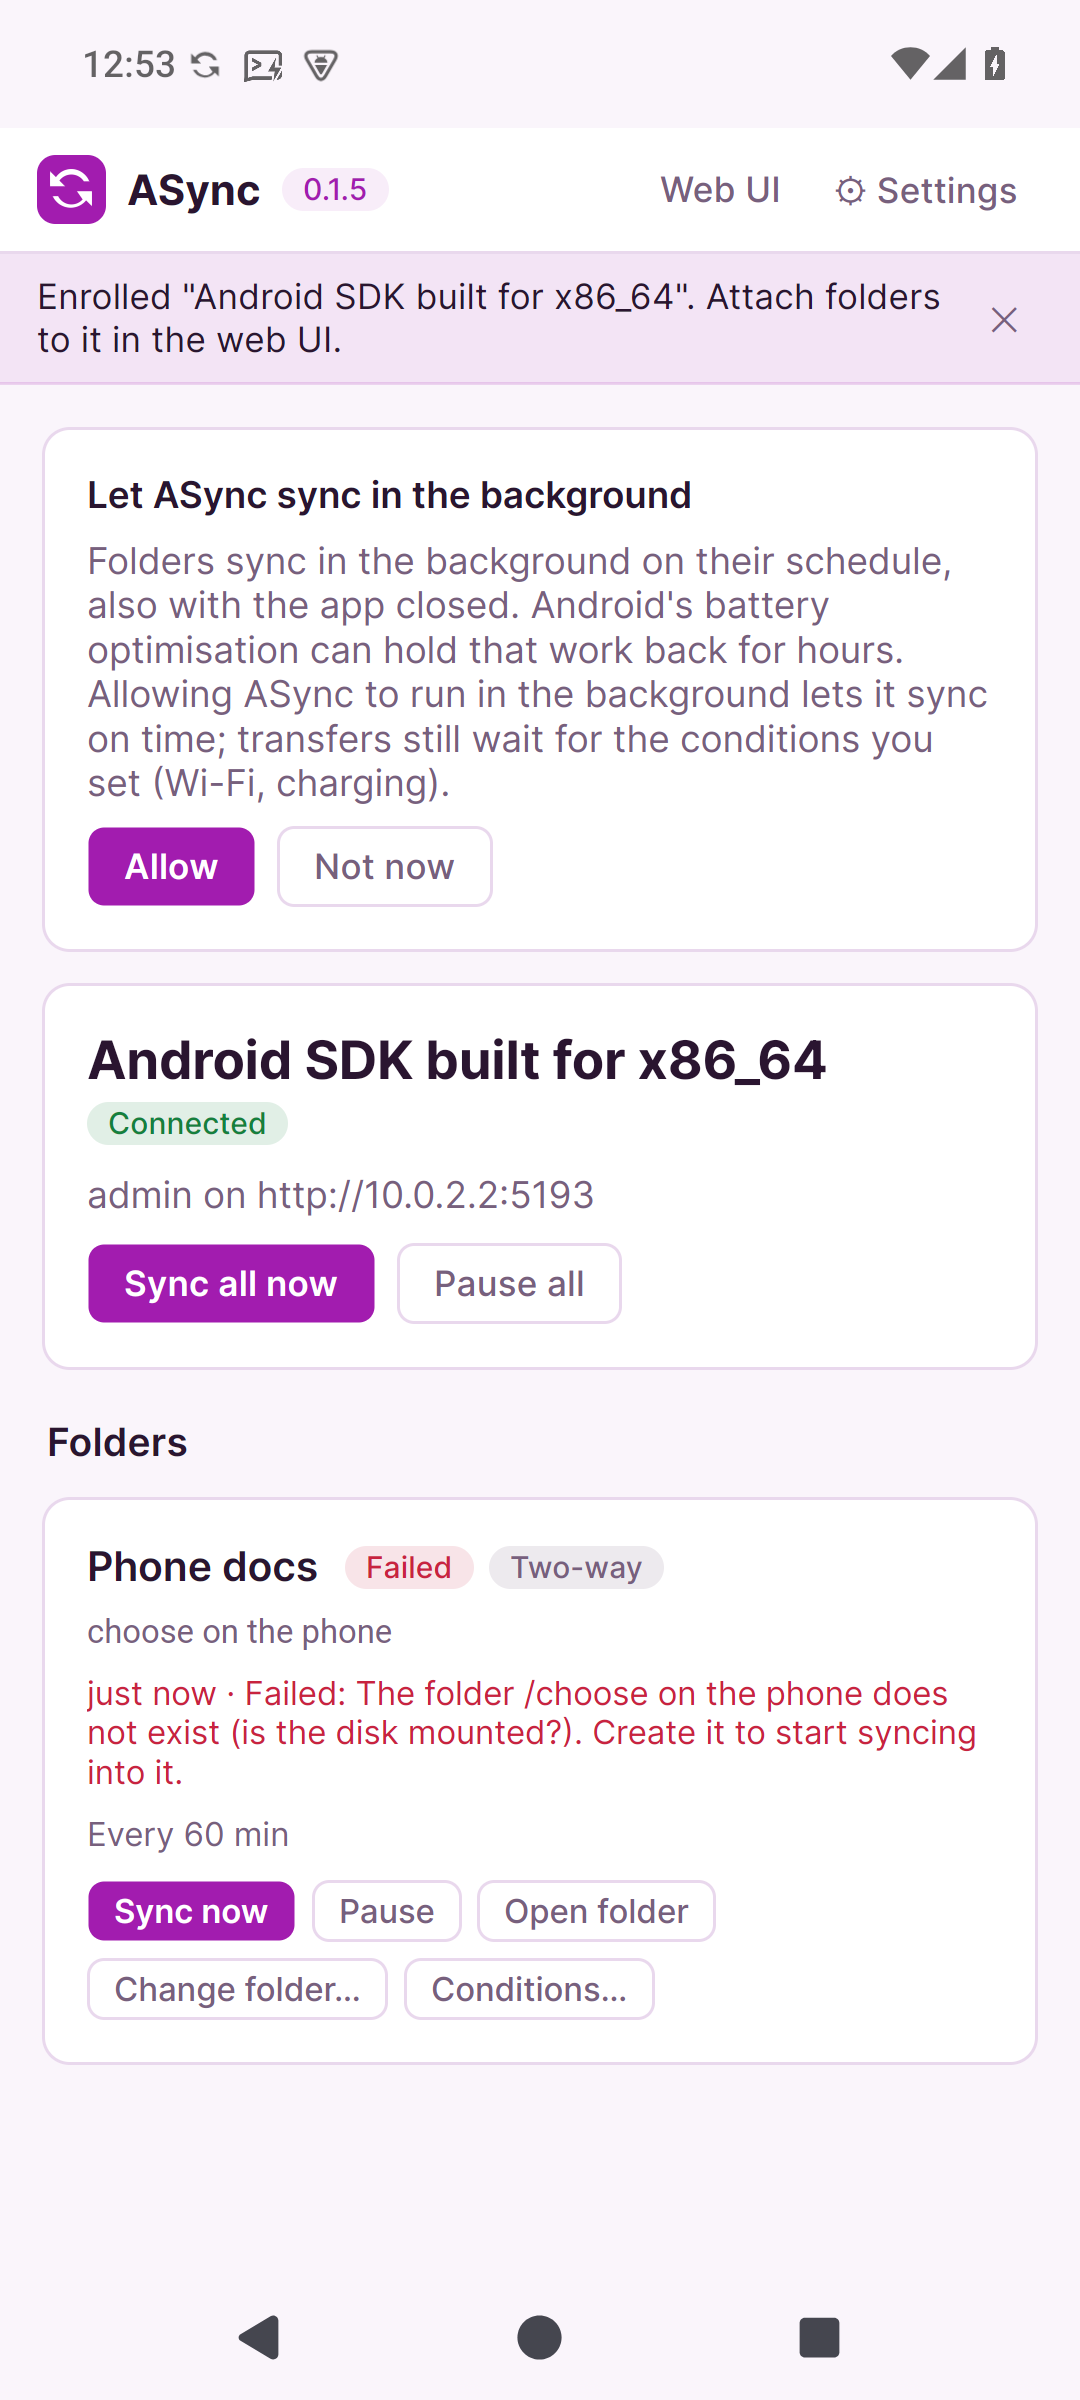 12:53
ASync 0.1.5 Web UI Settings
Enrolled "Android SDK built for x86_64". Attach folders
to it in the web UI.
Let ASync sync in the background
Folders sync in the background on their schedule,
also with the app closed. Android's battery
optimisation can hold that work back for hours.
Allowing ASync to run in the background lets it sync
on time; transfers still wait for the conditions you
set (Wi-Fi, charging).
Allow Not now
Android SDK built for x86_64
Connected
admin on http://10.0.2.2:5193
Sync all now Pause all
Folders
Phone docs Failed Two-way
choose on the phone
just now · Failed: The folder /choose on the phone does
not exist (is the disk mounted?). Create it to start syncing
into it.
Every 60 min
Sync now Pause Open folder
Change folder... Conditions...